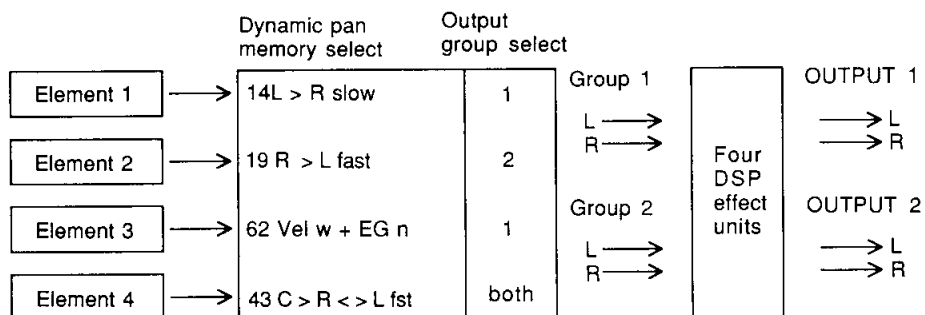 Dynamic pan
memory select
Output
group select
Element 1
14L > R slow
1
Group 1
L
R
OUTPUT 1
L
R
Element 2
19 R > L fast
2
Four
DSP
effect
units
Element 3
62 Vel w + EG n
1
Group 2
L
R
OUTPUT 2
L
R
Element 4
43 C > R < > L fst
both